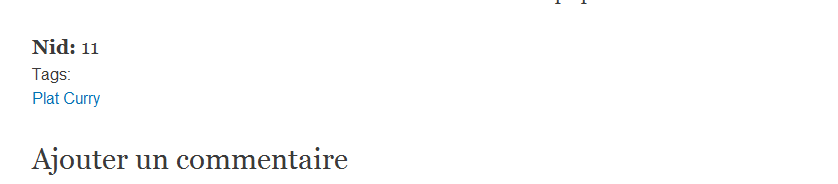 Nid: 11
Tags:
Plat Curry
Ajouter un commentaire